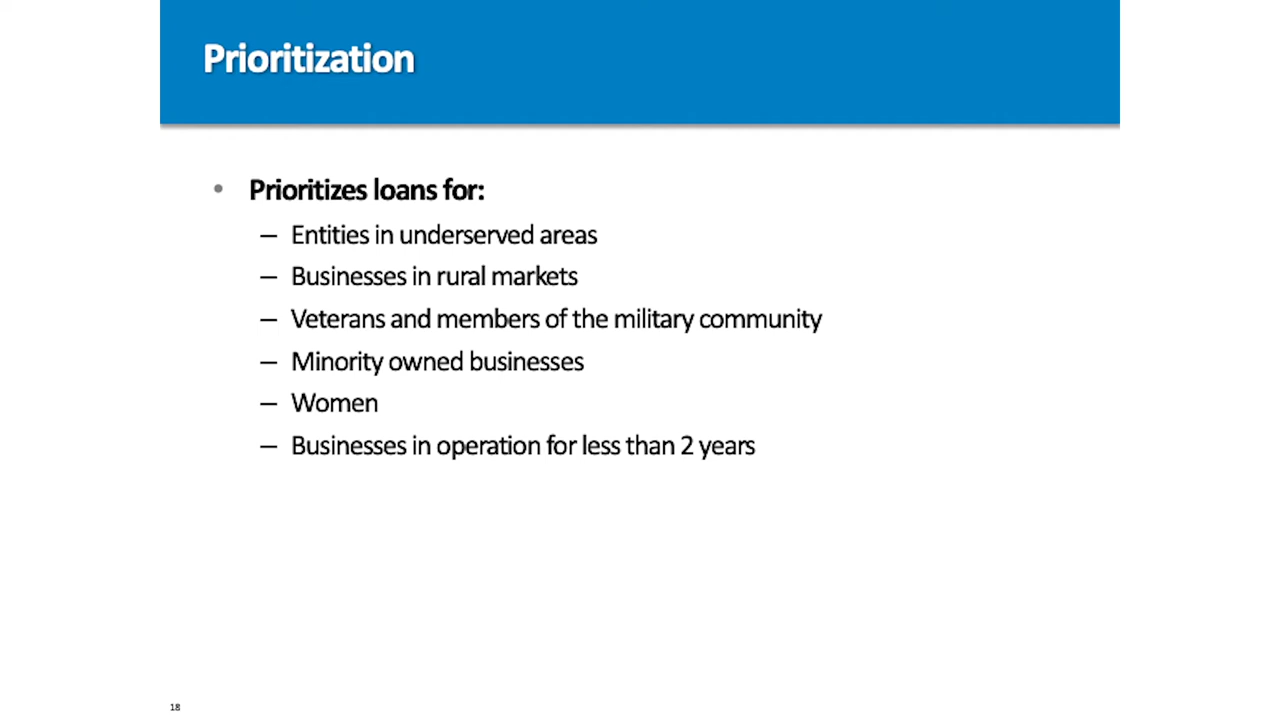 Prioritization
• Prioritizes loans for:
– Entities in underserved areas
– Businesses in rural markets
– Veterans and members of the military community
– Minority owned businesses
– Women
– Businesses in operation for less than 2 years
18